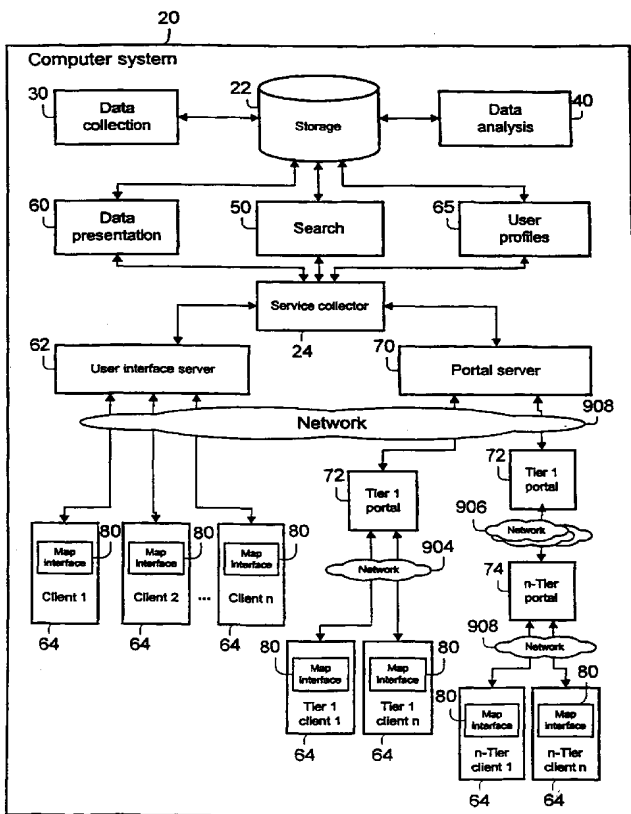 20
Computer system
30
Data
collection
22
Storage
Data
analysis
40
60
Data
presentation
50
Search
65
User
profiles
Service collector
24
62
User interface server
70
Portal server
Network
908
72
Tier 1
portal
72
Tier 1
portal
906
Network
904
Network
74
n-Tier
portal
908
Network
80
Map
interface
Client 1
64
80
Map
interface
Client 2
64
...
80
Map
interface
Client n
64
80
Map
interface
Tier 1
client 1
64
80
Map
interface
Tier 1
client n
64
80
Map
interface
n-Tier
client 1
64
80
Map
interface
n-Tier
client n
64